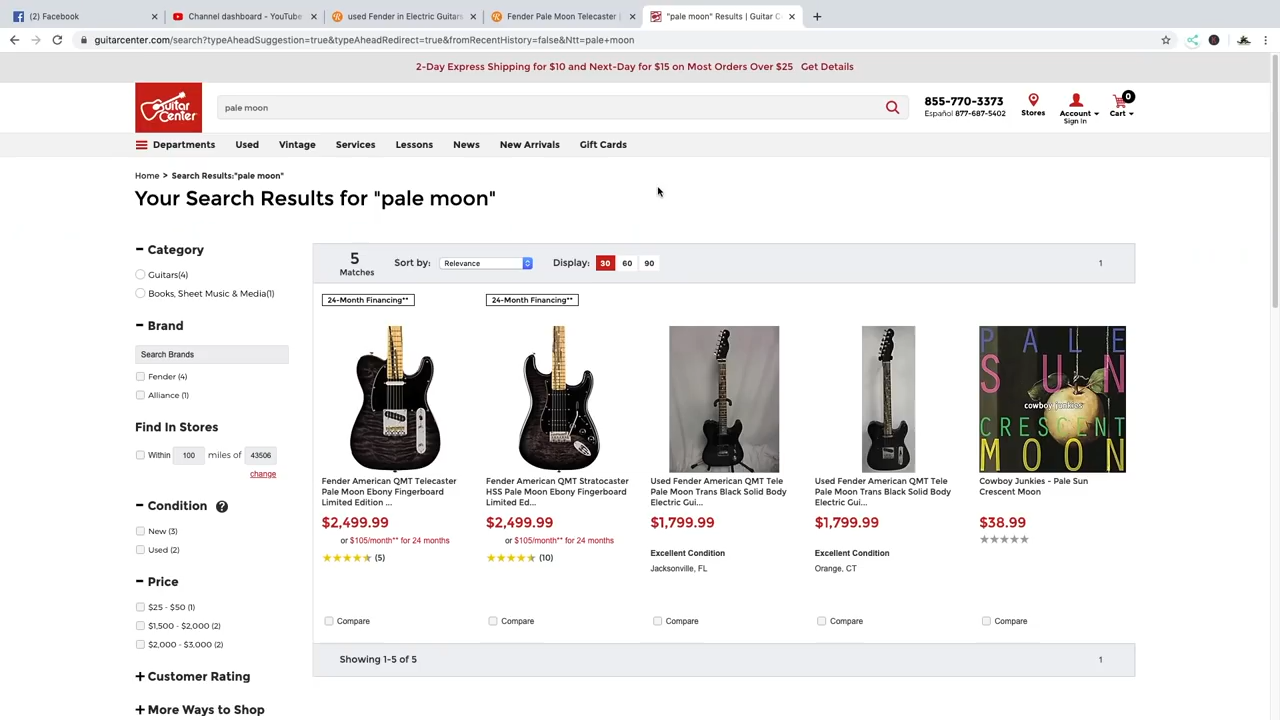 (2) Facebook
Channel dashboard - YouTube
used Fender in Electric Guitars
Fender Pale Moon Telecaster
"pale moon" Results | Guitar C
guitarcenter.com/search?typeAheadSuggestion=true&typeAheadRedirect=true&fromRecentHistory=false&Ntt=pale+moon
2-Day Express Shipping for $10 and Next-Day for $15 on Most Orders Over $25 Get Details
Guitar Center
pale moon
855-770-3373
Español 877-687-5402
Stores
Account
Sign In
0
Cart
Departments Used Vintage Services Lessons News New Arrivals Gift Cards
Home > Search Results:"pale moon"
Your Search Results for "pale moon"
Category
Guitars(4)
Books, Sheet Music & Media(1)
Brand
Search Brands
Fender (4)
Alliance (1)
Find In Stores
Within 100 miles of 43506
change
Condition ?
New (3)
Used (2)
Price
$25 - $50 (1)
$1,500 - $2,000 (2)
$2,000 - $3,000 (2)
Customer Rating
More Ways to Shop
5
Matches
Sort by: Relevance
Display: 30 60 90
1
24-Month Financing**
Fender American QMT Telecaster
Pale Moon Ebony Fingerboard
Limited Edition ...
$2,499.99
or $105/month** for 24 months
(5)
Compare
24-Month Financing**
Fender American QMT Stratocaster
HSS Pale Moon Ebony Fingerboard
Limited Ed...
$2,499.99
or $105/month** for 24 months
(10)
Compare
Used Fender American QMT Tele
Pale Moon Trans Black Solid Body
Electric Gui...
$1,799.99
Excellent Condition
Jacksonville, FL
Compare
Used Fender American QMT Tele
Pale Moon Trans Black Solid Body
Electric Gui...
$1,799.99
Excellent Condition
Orange, CT
Compare
PALE
SUN
cowboy junkies
CRESCENT
MOON
Cowboy Junkies - Pale Sun
Crescent Moon
$38.99
Compare
Showing 1-5 of 5
1